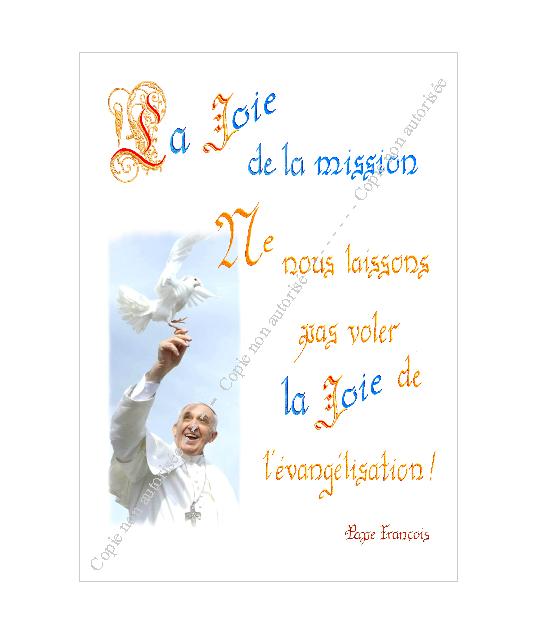 La Joie
de la mission
Ne
nous laissons
pas voler
la Joie de
l'évangélisation !
Pape François
Copie non autorisée - - - - - - Copie non autorisée - - - - - - Copie non autorisée